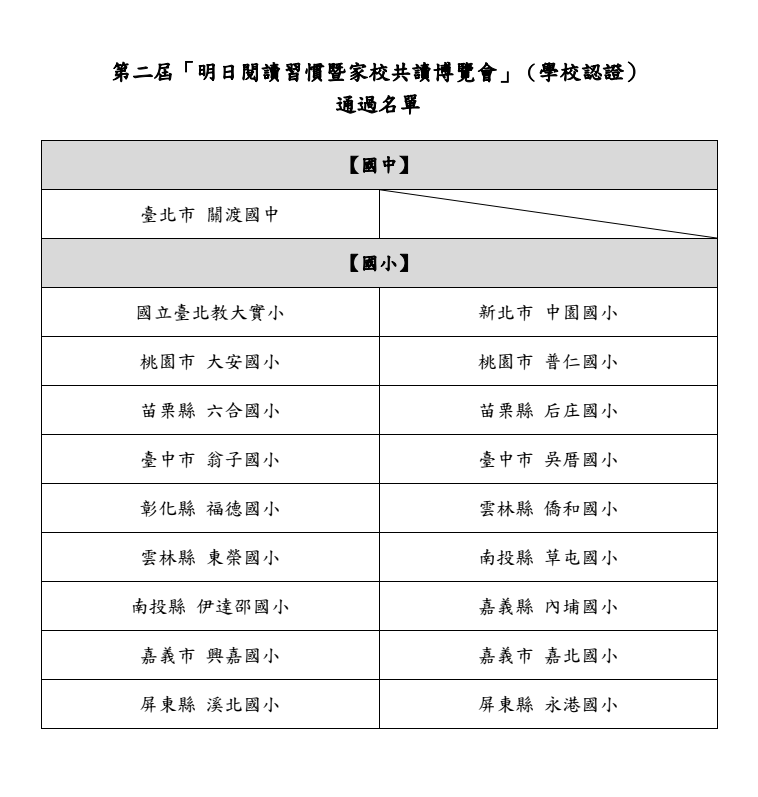 第二屆「明日閱讀習慣暨家校共讀博覽會」（學校認證）
通過名單
【國中】
臺北市 關渡國中
【國小】
國立臺北教大實小 新北市 中園國小
桃園市 大安國小 桃園市 普仁國小
苗栗縣 六合國小 苗栗縣 后庄國小
臺中市 翁子國小 臺中市 吳厝國小
彰化縣 福德國小 雲林縣 僑和國小
雲林縣 東榮國小 南投縣 草屯國小
南投縣 伊達邵國小 嘉義縣 內埔國小
嘉義市 興嘉國小 嘉義市 嘉北國小
屏東縣 溪北國小 屏東縣 永港國小